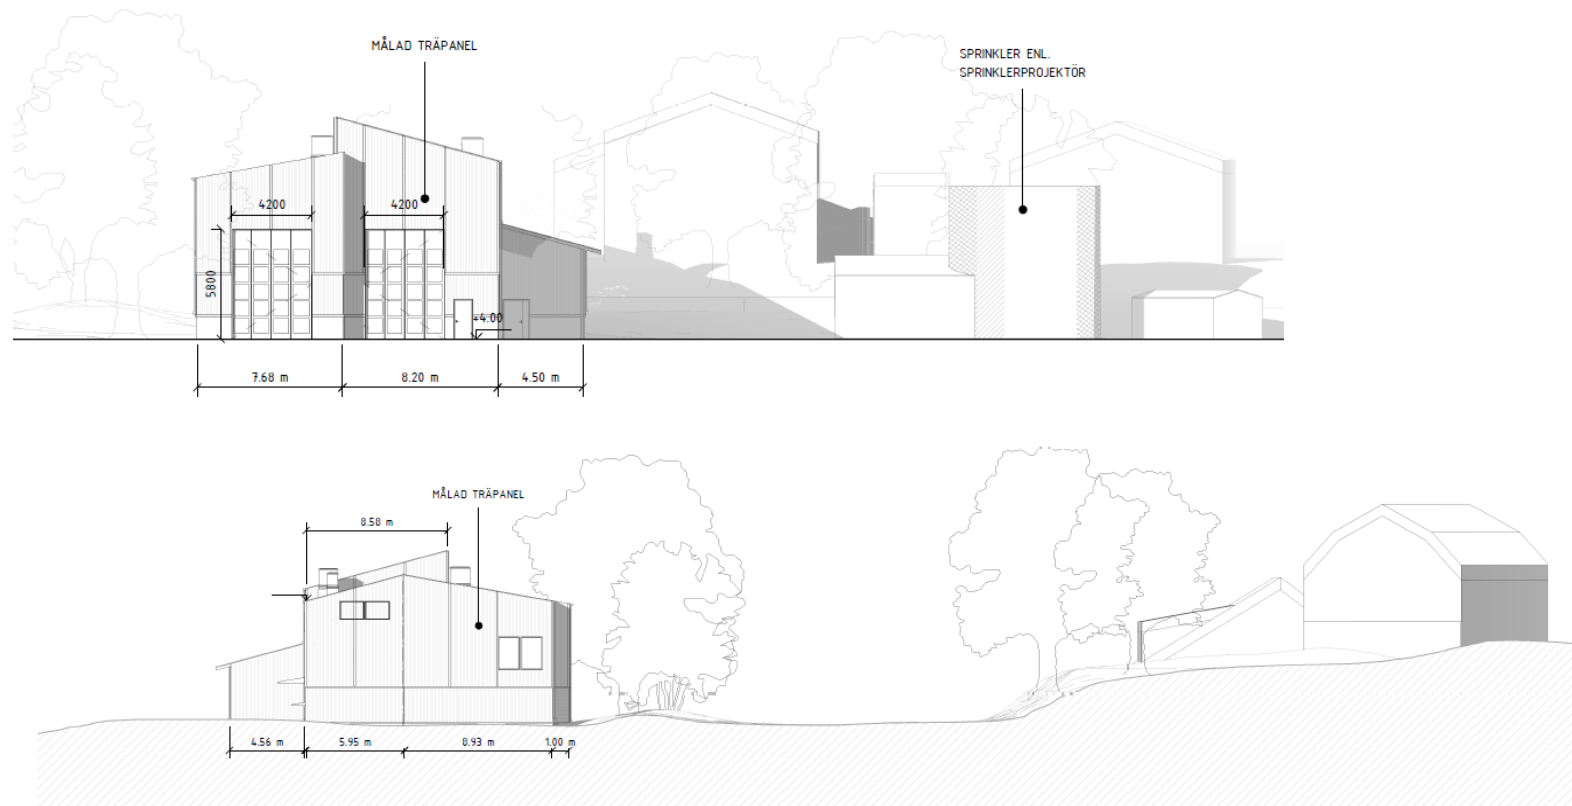 MÅLAD TRÄPANEL
SPRINKLER ENL.
SPRINKLERPROJEKTÖR
4200
4200
5800
+4.00
7.68 m
8.20 m
4.50 m
MÅLAD TRÄPANEL
8.58 m
4.56 m
5.95 m
8.93 m
1.00 m